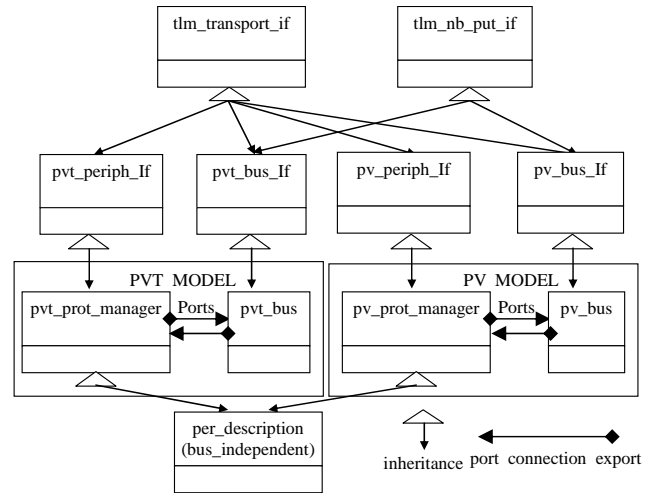 tlm_transport_if
tlm_nb_put_if
pvt_periph_If
pvt_bus_If
pv_periph_If
pv_bus_If
PVT MODEL
PV MODEL
pvt_prot_manager
Ports
pvt_bus
pv_prot_manager
Ports
pv_bus
per_description
(bus_independent)
inheritance
port connection export